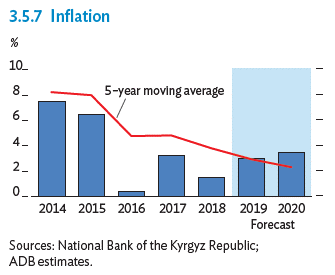 3.5.7 Inflation
%
10
8
5-year moving average
6
4
2
0
2014 2015 2016 2017 2018 2019 2020
Forecast
Sources: National Bank of the Kyrgyz Republic;
ADB estimates.